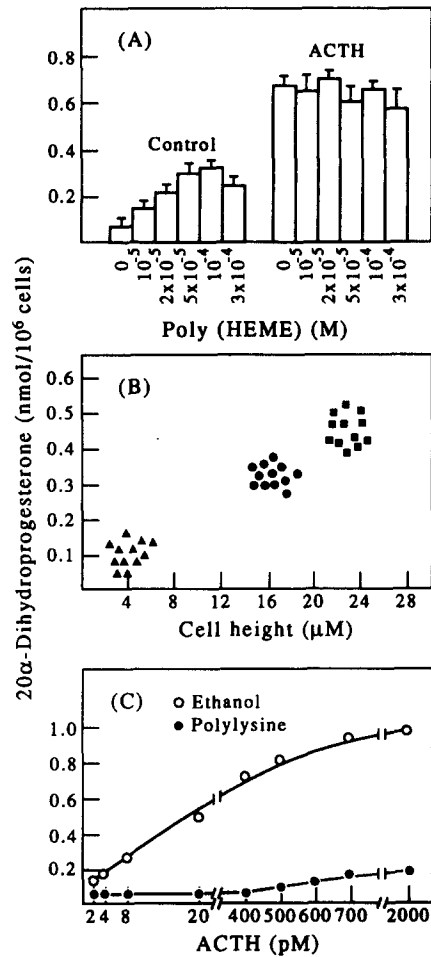 20α-Dihydroprogesterone (nmol/10⁶ cells)
(A)
ACTH
Control
0.8
0.6
0.4
0.2
0 10⁻⁵ 2x10⁻⁵ 5x10⁻⁵ 10⁻⁴ 3x10⁻⁴ 0 10⁻⁵ 2x10⁻⁵ 5x10⁻⁵ 10⁻⁴ 3x10⁻⁴
Poly (HEME) (M)
(B)
0.6
0.5
0.4
0.3
0.2
0.1
4 8 12 16 20 24 28
Cell height (μM)
(C)
Ethanol
Polylysine
1.0
0.8
0.6
0.4
0.2
2 4 8 20 400 500 600 700 2000
ACTH (pM)